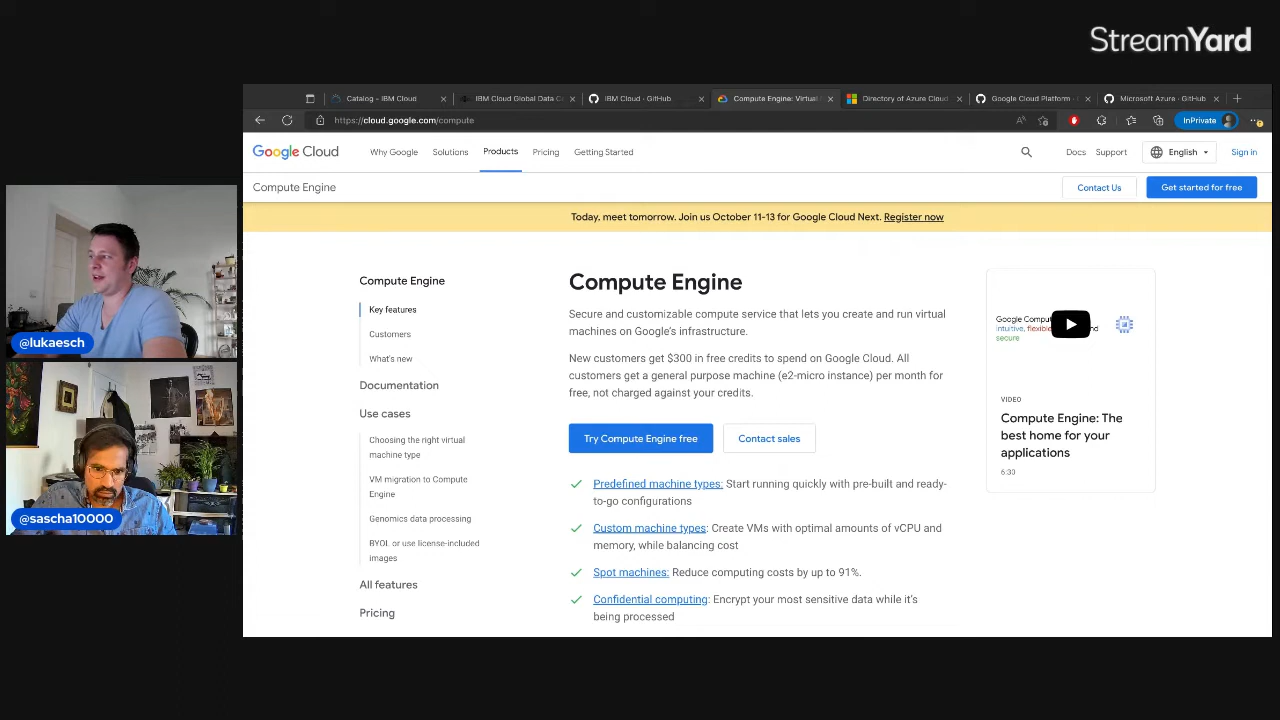 StreamYard
Catalog - IBM Cloud
IBM Cloud Global Data C
IBM Cloud · GitHub
Compute Engine: Virtual
Directory of Azure Cloud
Google Cloud Platform ·
Microsoft Azure · GitHub
https://cloud.google.com/compute
InPrivate
Google Cloud
Why Google
Solutions
Products
Pricing
Getting Started
Docs
Support
English
Sign in
Compute Engine
Contact Us
Get started for free
Today, meet tomorrow. Join us October 11-13 for Google Cloud Next. Register now
Compute Engine
Key features
Customers
What's new
Documentation
Use cases
Choosing the right virtual
machine type
VM migration to Compute
Engine
Genomics data processing
BYOL or use license-included
images
All features
Pricing
Compute Engine
Secure and customizable compute service that lets you create and run virtual
machines on Google's infrastructure.
New customers get $300 in free credits to spend on Google Cloud. All
customers get a general purpose machine (e2-micro instance) per month for
free, not charged against your credits.
Try Compute Engine free
Contact sales
Predefined machine types: Start running quickly with pre-built and ready-
to-go configurations
Custom machine types: Create VMs with optimal amounts of vCPU and
memory, while balancing cost
Spot machines: Reduce computing costs by up to 91%.
Confidential computing: Encrypt your most sensitive data while it's
being processed
Google Compu
intuitive, flexible nd
secure
VIDEO
Compute Engine: The
best home for your
applications
6:30
@lukaesch
@sascha10000